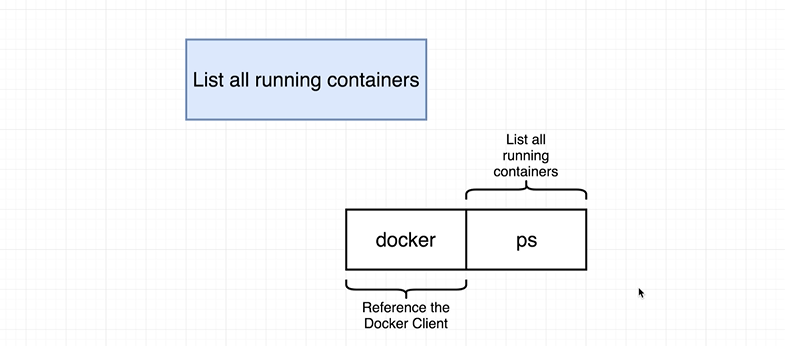 List all running containers
List all
running
containers
docker ps
Reference the
Docker Client